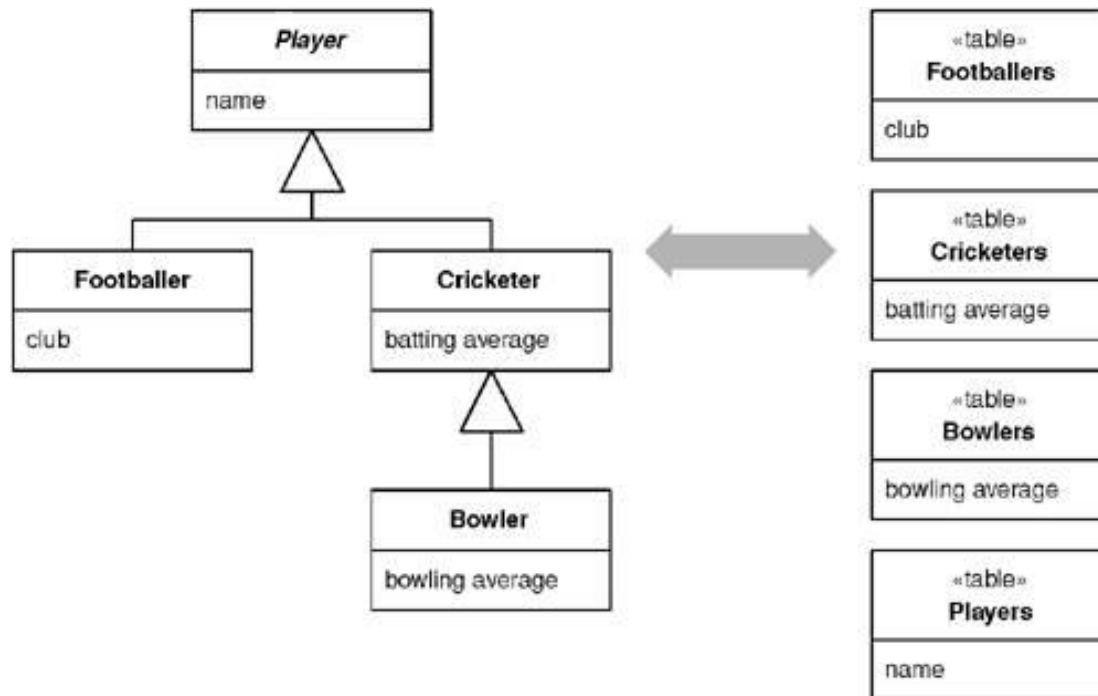 Player
name
Footballer
club
Cricketer
batting average
Bowler
bowling average
«table»
Footballers
club
«table»
Cricketers
batting average
«table»
Bowlers
bowling average
«table»
Players
name